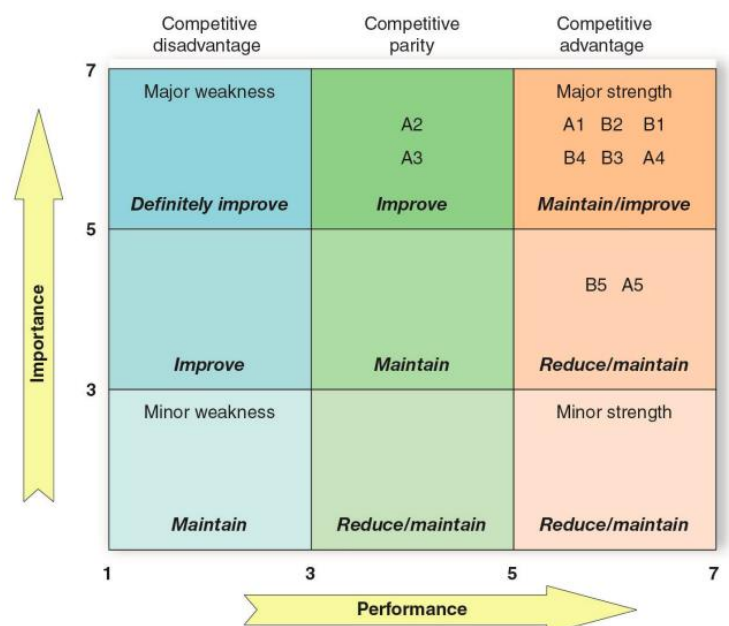 Competitive disadvantage
Competitive parity
Competitive advantage
7
Major weakness
Major strength
A2
A1 B2 B1
A3
B4 B3 A4
Definitely improve
Improve
Maintain/improve
5
B5 A5
Importance
Improve
Maintain
Reduce/maintain
3
Minor weakness
Minor strength
Maintain
Reduce/maintain
Reduce/maintain
1
3
5
7
Performance